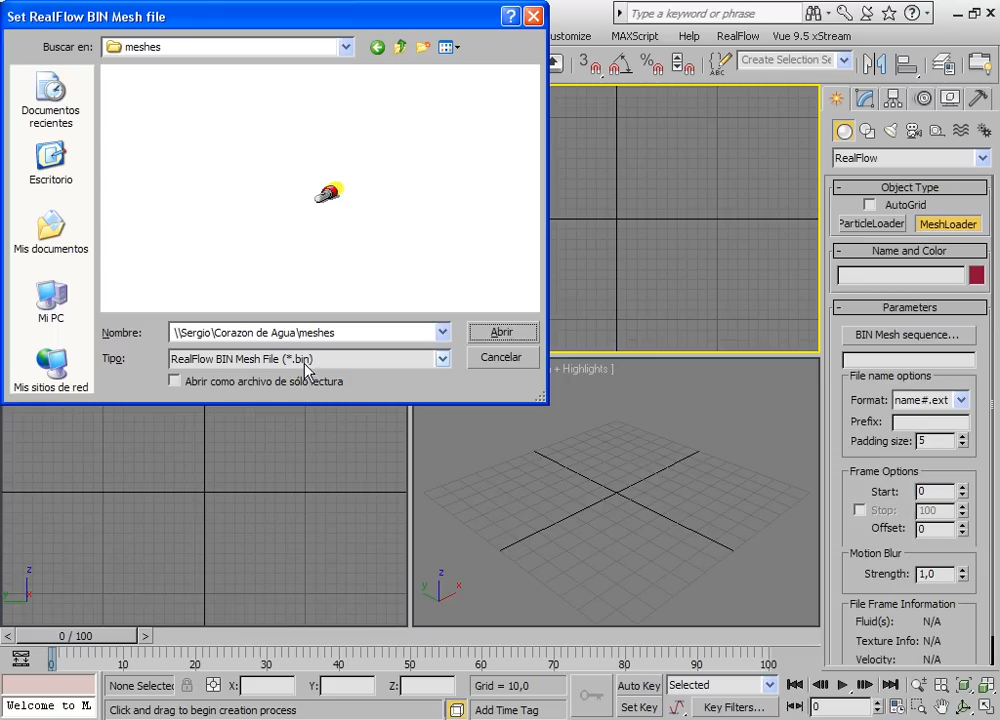 Set RealFlow BIN Mesh file
Type a keyword or phrase
Buscar en: meshes
ustomize MAXScript Help RealFlow Vue 9.5 xStream
3 % ABC Create Selection Se
Documentos
recientes
Escritorio
Mis documentos
Mi PC
Mis sitios de red
Nombre: \\Sergio\Corazon de Agua\meshes Abrir
Tipo: RealFlow BIN Mesh File (*.bin) Cancelar
Abrir como archivo de sólo lectura
RealFlow
- Object Type
AutoGrid
ParticleLoader MeshLoader
- Name and Color
- Parameters
BIN Mesh sequence...
File name options
Format: name#.ext
Prefix:
Padding size: 5
Frame Options
Start: 0
Stop: 100
Offset: 0
Motion Blur
Strength: 1,0
File Frame Information
Fluid(s): N/A
Texture Info: N/A
Velocity: N/A
+ Highlights ]
z
y x
z
y x
< 0 / 100 >
0 10 20 30 40 50 60 70 80 90 100
None Selected X: Y: Z: Grid = 10,0 Auto Key Selected
Welcome to M. Click and drag to begin creation process Add Time Tag Set Key Key Filters... 0